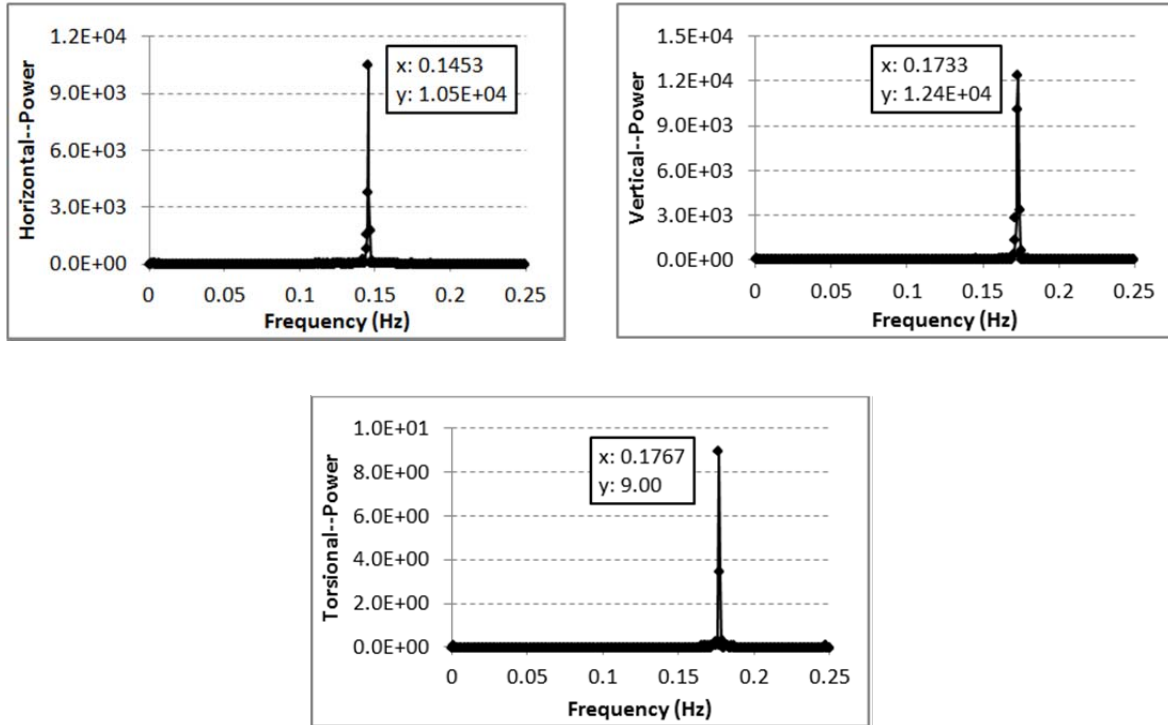 1.2E+04
9.0E+03
6.0E+03
3.0E+03
0.0E+00
Horizontal--Power
x: 0.1453
y: 1.05E+04
0 0.05 0.1 0.15 0.2 0.25
Frequency (Hz)
1.5E+04
1.2E+04
9.0E+03
6.0E+03
3.0E+03
0.0E+00
Vertical--Power
x: 0.1733
y: 1.24E+04
0 0.05 0.1 0.15 0.2 0.25
Frequency (Hz)
1.0E+01
8.0E+00
6.0E+00
4.0E+00
2.0E+00
0.0E+00
Torsional--Power
x: 0.1767
y: 9.00
0 0.05 0.1 0.15 0.2 0.25
Frequency (Hz)